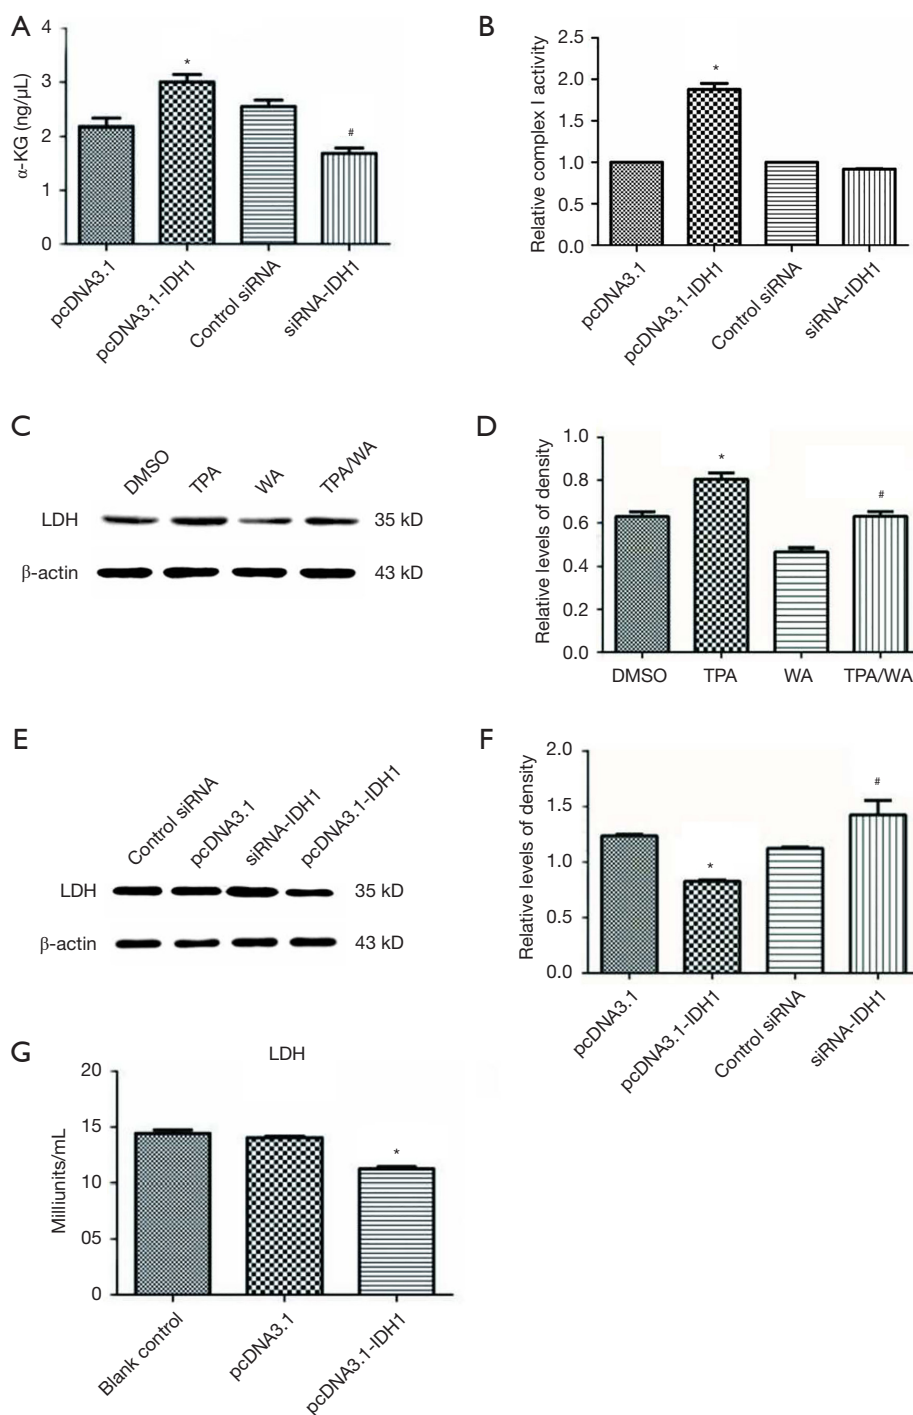 A
α-KG (ng/μL)
4
3
2
1
0
*
#
pcDNA3.1
pcDNA3.1-IDH1
Control siRNA
siRNA-IDH1
B
Relative complex I activity
2.5
2.0
1.5
1.0
0.5
0.0
*
pcDNA3.1
pcDNA3.1-IDH1
Control siRNA
siRNA-IDH1
C
DMSO TPA WA TPA/WA
LDH 35 kD
β-actin 43 kD
D
Relative levels of density
1.0
0.8
0.6
0.4
0.2
0.0
*
#
DMSO TPA WA TPA/WA
E
Control siRNA
pcDNA3.1
siRNA-IDH1
pcDNA3.1-IDH1
LDH 35 kD
β-actin 43 kD
F
Relative levels of density
2.0
1.5
1.0
0.5
0.0
*
#
pcDNA3.1
pcDNA3.1-IDH1
Control siRNA
siRNA-IDH1
G
LDH
Milliunits/mL
20
15
10
05
0
*
Blank control
pcDNA3.1
pcDNA3.1-IDH1